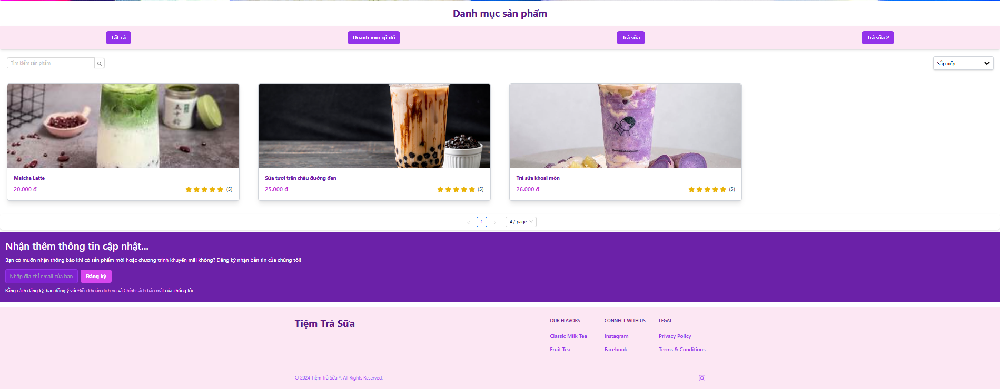 Danh mục sản phẩm
Tất cả
Doanh mục gì đó
Trà sữa
Trà sữa 2
Tìm kiếm sản phẩm
Sắp xếp
Matcha Latte
20.000 ₫
(5)
Sữa tươi trân châu đường đen
25.000 ₫
(5)
Trà sữa khoai môn
26.000 ₫
(5)
1
4 / page
Nhận thêm thông tin cập nhật...
Bạn có muốn nhận thông báo khi có sản phẩm mới hoặc chương trình khuyến mãi không? Đăng ký nhận bản tin của chúng tôi!
Nhập địa chỉ email của bạn.
Đăng ký
Bằng cách đăng ký, bạn đồng ý với Điều khoản dịch vụ và Chính sách bảo mật của chúng tôi.
Tiệm Trà Sữa
OUR FLAVORS
Classic Milk Tea
Fruit Tea
CONNECT WITH US
Instagram
Facebook
LEGAL
Privacy Policy
Terms & Conditions
© 2024 Tiệm Trà Sữa™. All Rights Reserved.